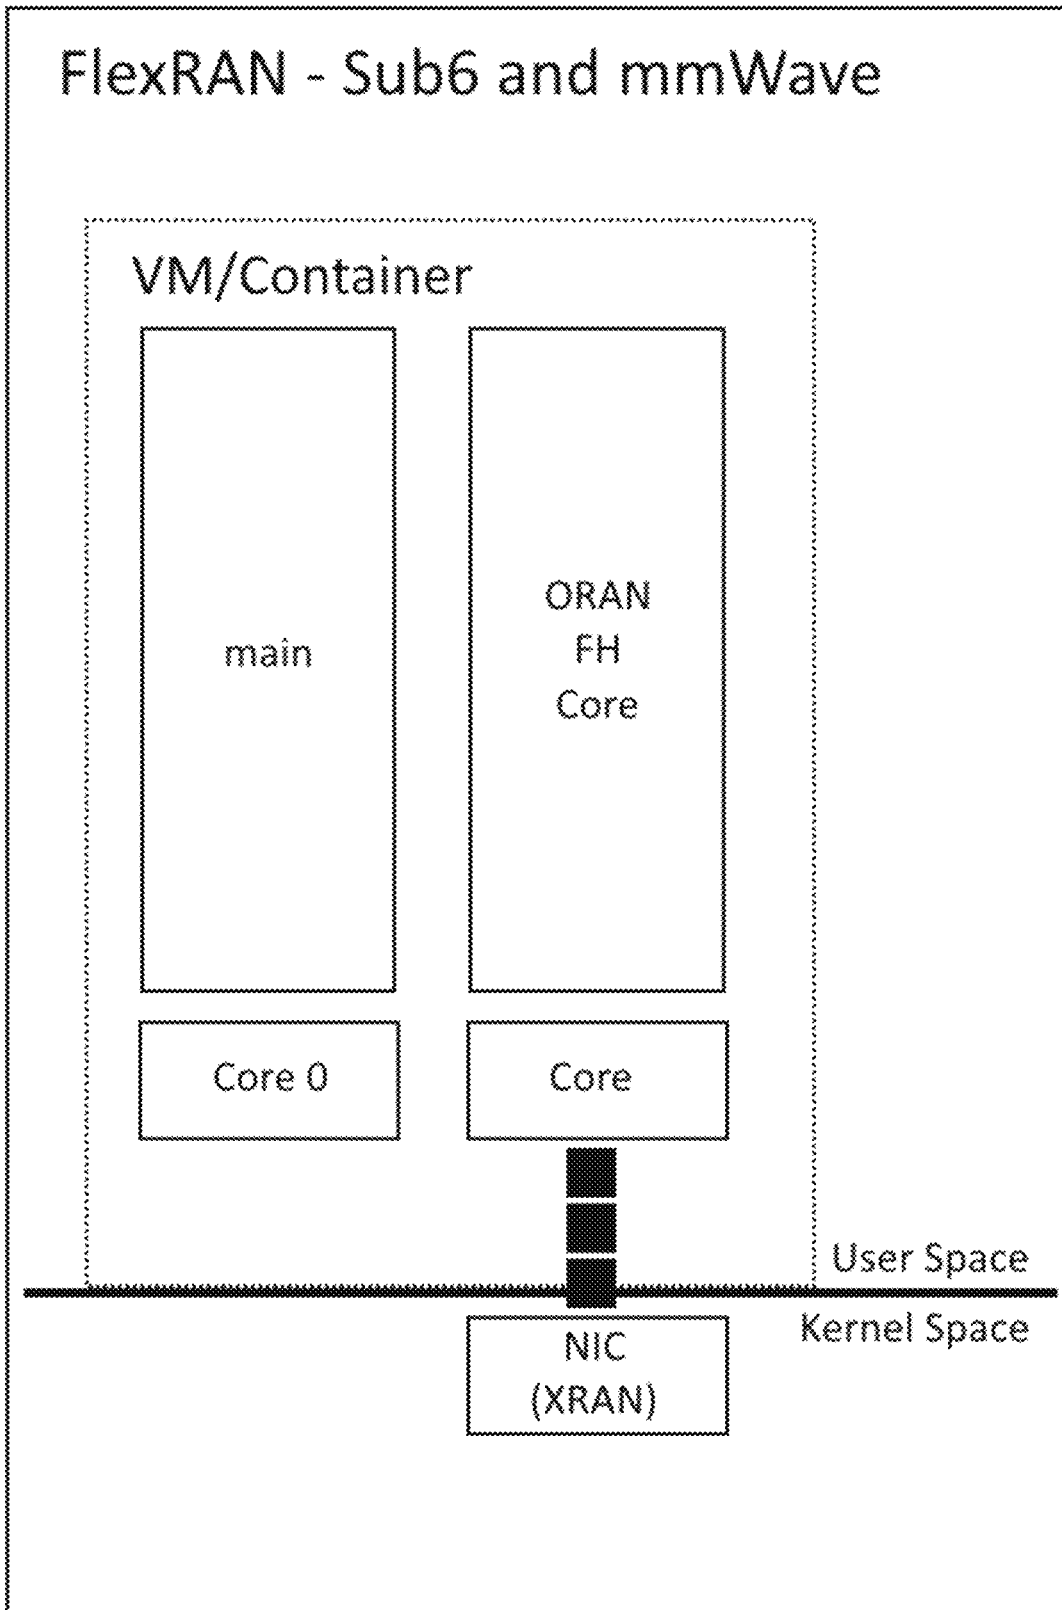 FlexRAN - Sub6 and mmWave
VM/Container
main
ORAN
FH
Core
Core 0
Core
User Space
Kernel Space
NIC
(XRAN)